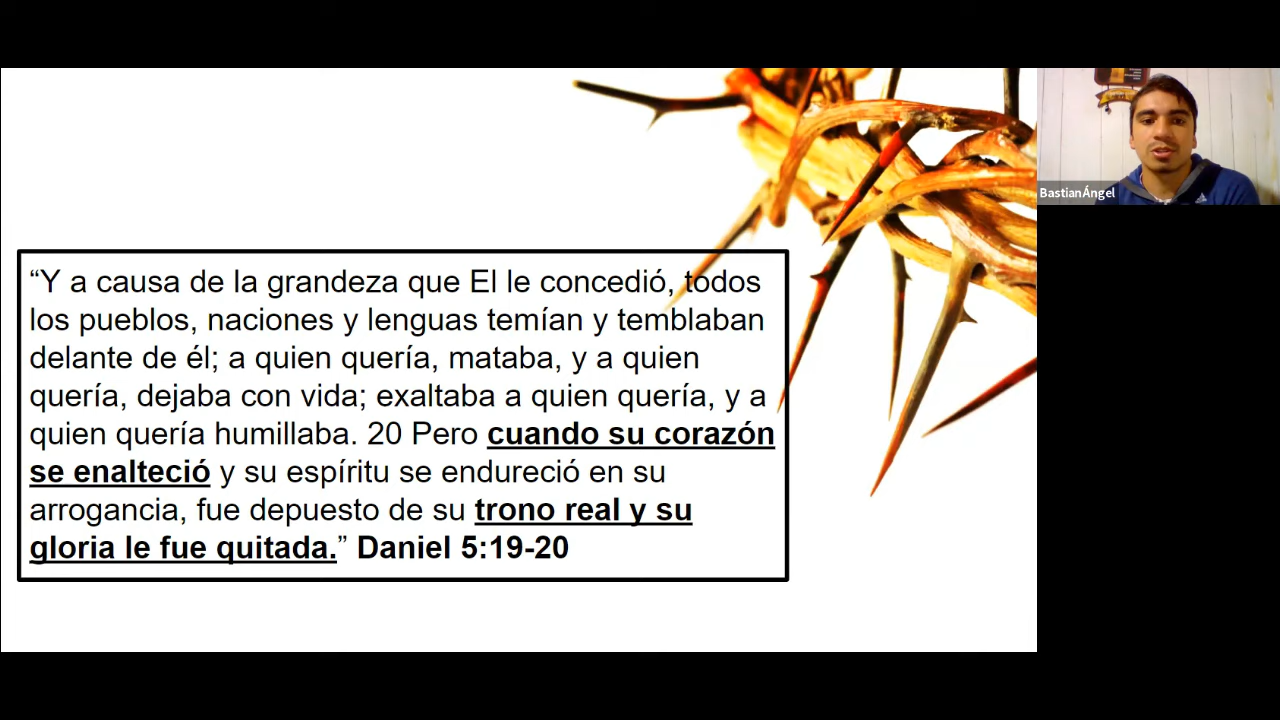 “Y a causa de la grandeza que El le concedió, todos
los pueblos, naciones y lenguas temían y temblaban
delante de él; a quien quería, mataba, y a quien
quería, dejaba con vida; exaltaba a quien quería, y a
quien quería humillaba. 20 Pero cuando su corazón
se enalteció y su espíritu se endureció en su
arrogancia, fue depuesto de su trono real y su
gloria le fue quitada.” Daniel 5:19-20
BastianÁngel